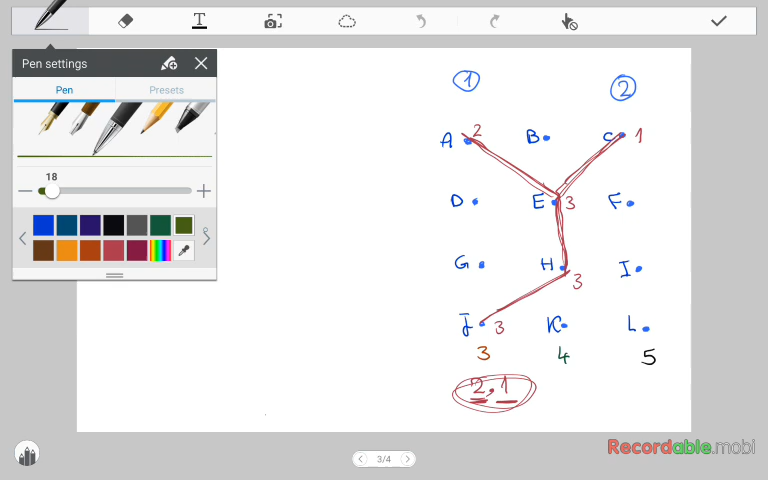 T
Pen settings
Pen
Presets
18
1 2
A 2 B C 1
D E 3 F
G H 3 I
J 3 K L
3 4 5
2, 1
3/4
Recordable.mobi